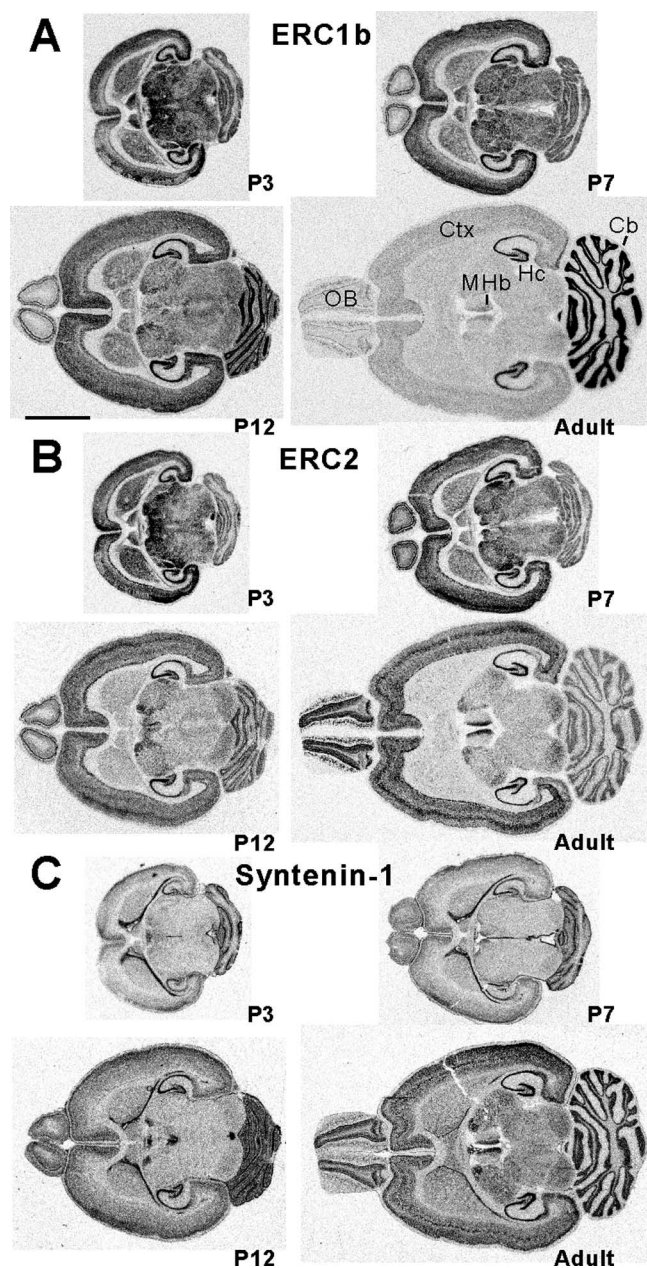 A ERC1b
P3
P7
Ctx
Cb
Hc
MHb
OB
P12
Adult
B ERC2
P3
P7
P12
Adult
C Syntenin-1
P3
P7
P12
Adult